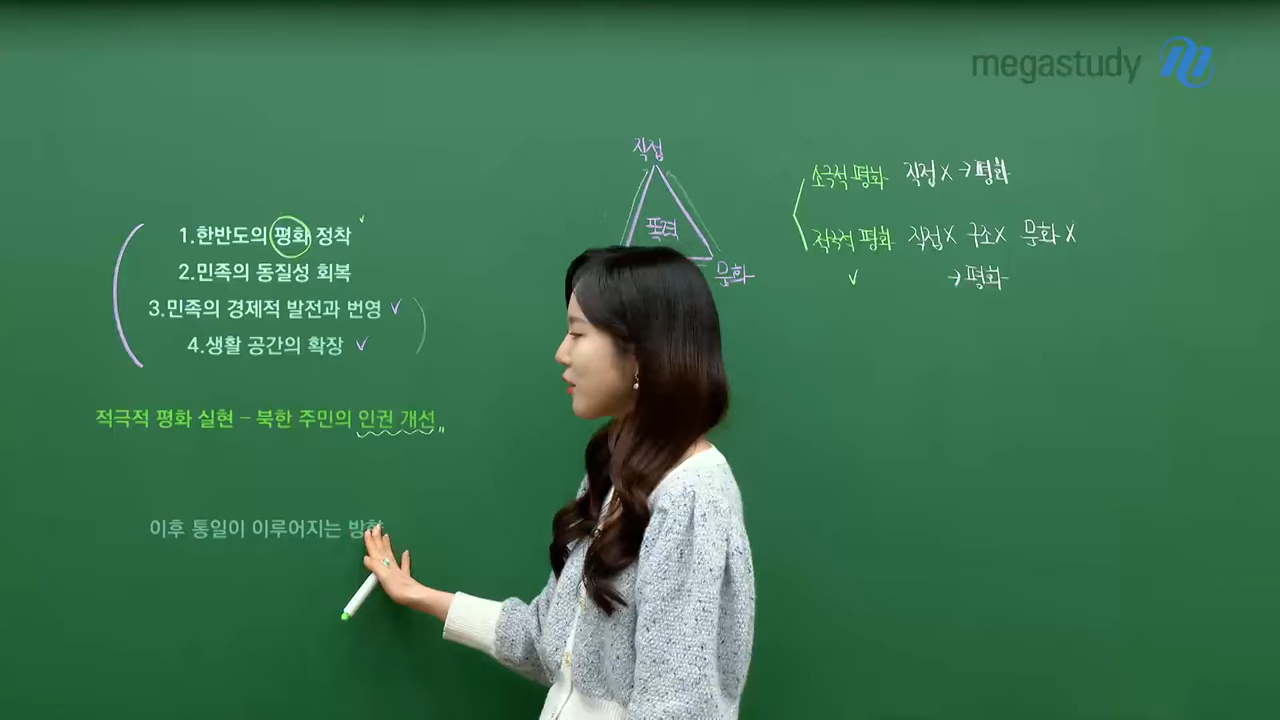 megastudy
1.한반도의 평화 정착
2.민족의 동질성 회복
3.민족의 경제적 발전과 번영
4.생활 공간의 확장
적극적 평화 실현 – 북한 주민의 인권 개선
이후 통일이 이루어지는
직접
폭력
문화
소극적 평화 직접X → 평화
적극적 평화 직접X 구조X 문화X
→ 평화